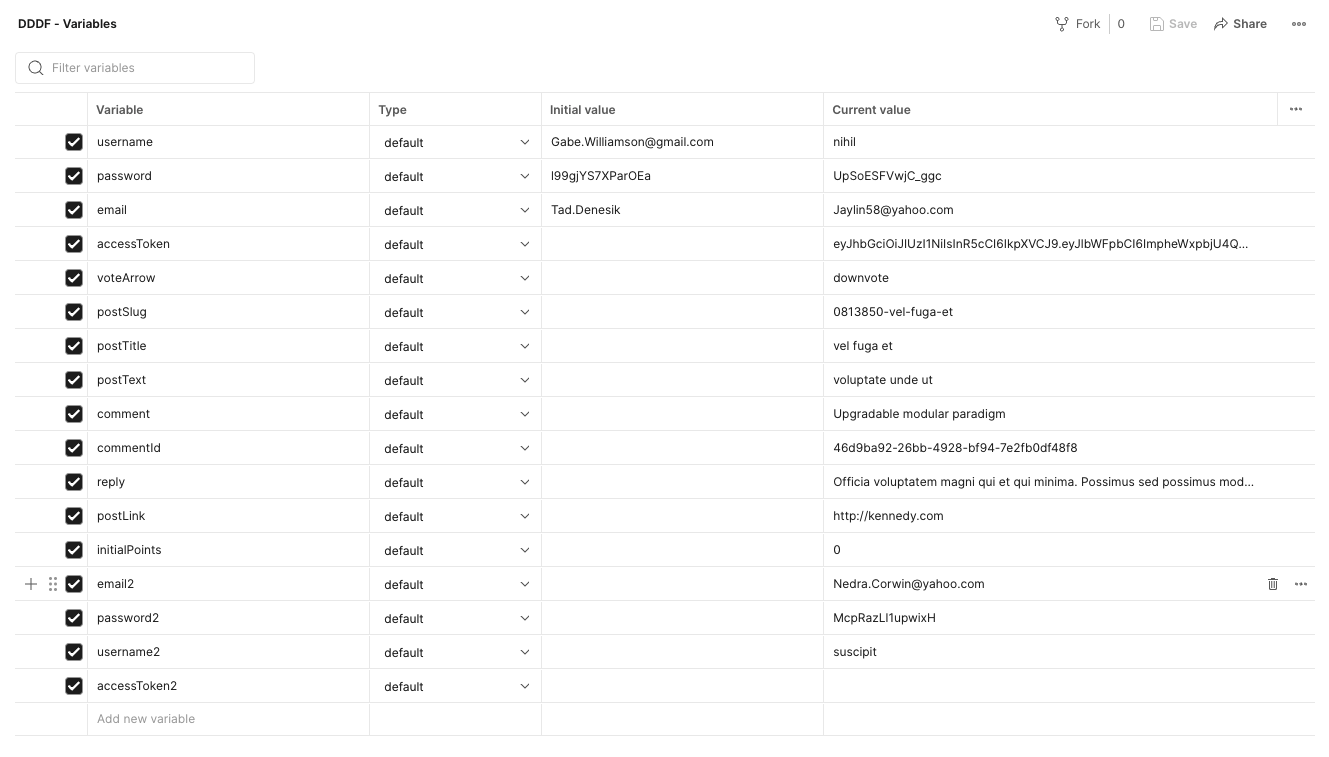 DDDF - Variables Fork 0 Save Share
Filter variables
Variable Type Initial value Current value
username default Gabe.Williamson@gmail.com nihil
password default l99gjYS7XParOEa UpSoESFVwjC_ggc
email default Tad.Denesik Jaylin58@yahoo.com
accessToken default eyJhbGciOiJIUzI1NiIsInR5cCI6IkpXVCJ9.eyJlbWFpbCI6ImpheWxpbjU4Q...
voteArrow default downvote
postSlug default 0813850-vel-fuga-et
postTitle default vel fuga et
postText default voluptate unde ut
comment default Upgradable modular paradigm
commentId default 46d9ba92-26bb-4928-bf94-7e2fb0df48f8
reply default Officia voluptatem magni qui et qui minima. Possimus sed possimus mod...
postLink default http://kennedy.com
initialPoints default 0
email2 default Nedra.Corwin@yahoo.com
password2 default McpRazLl1upwixH
username2 default suscipit
accessToken2 default
Add new variable